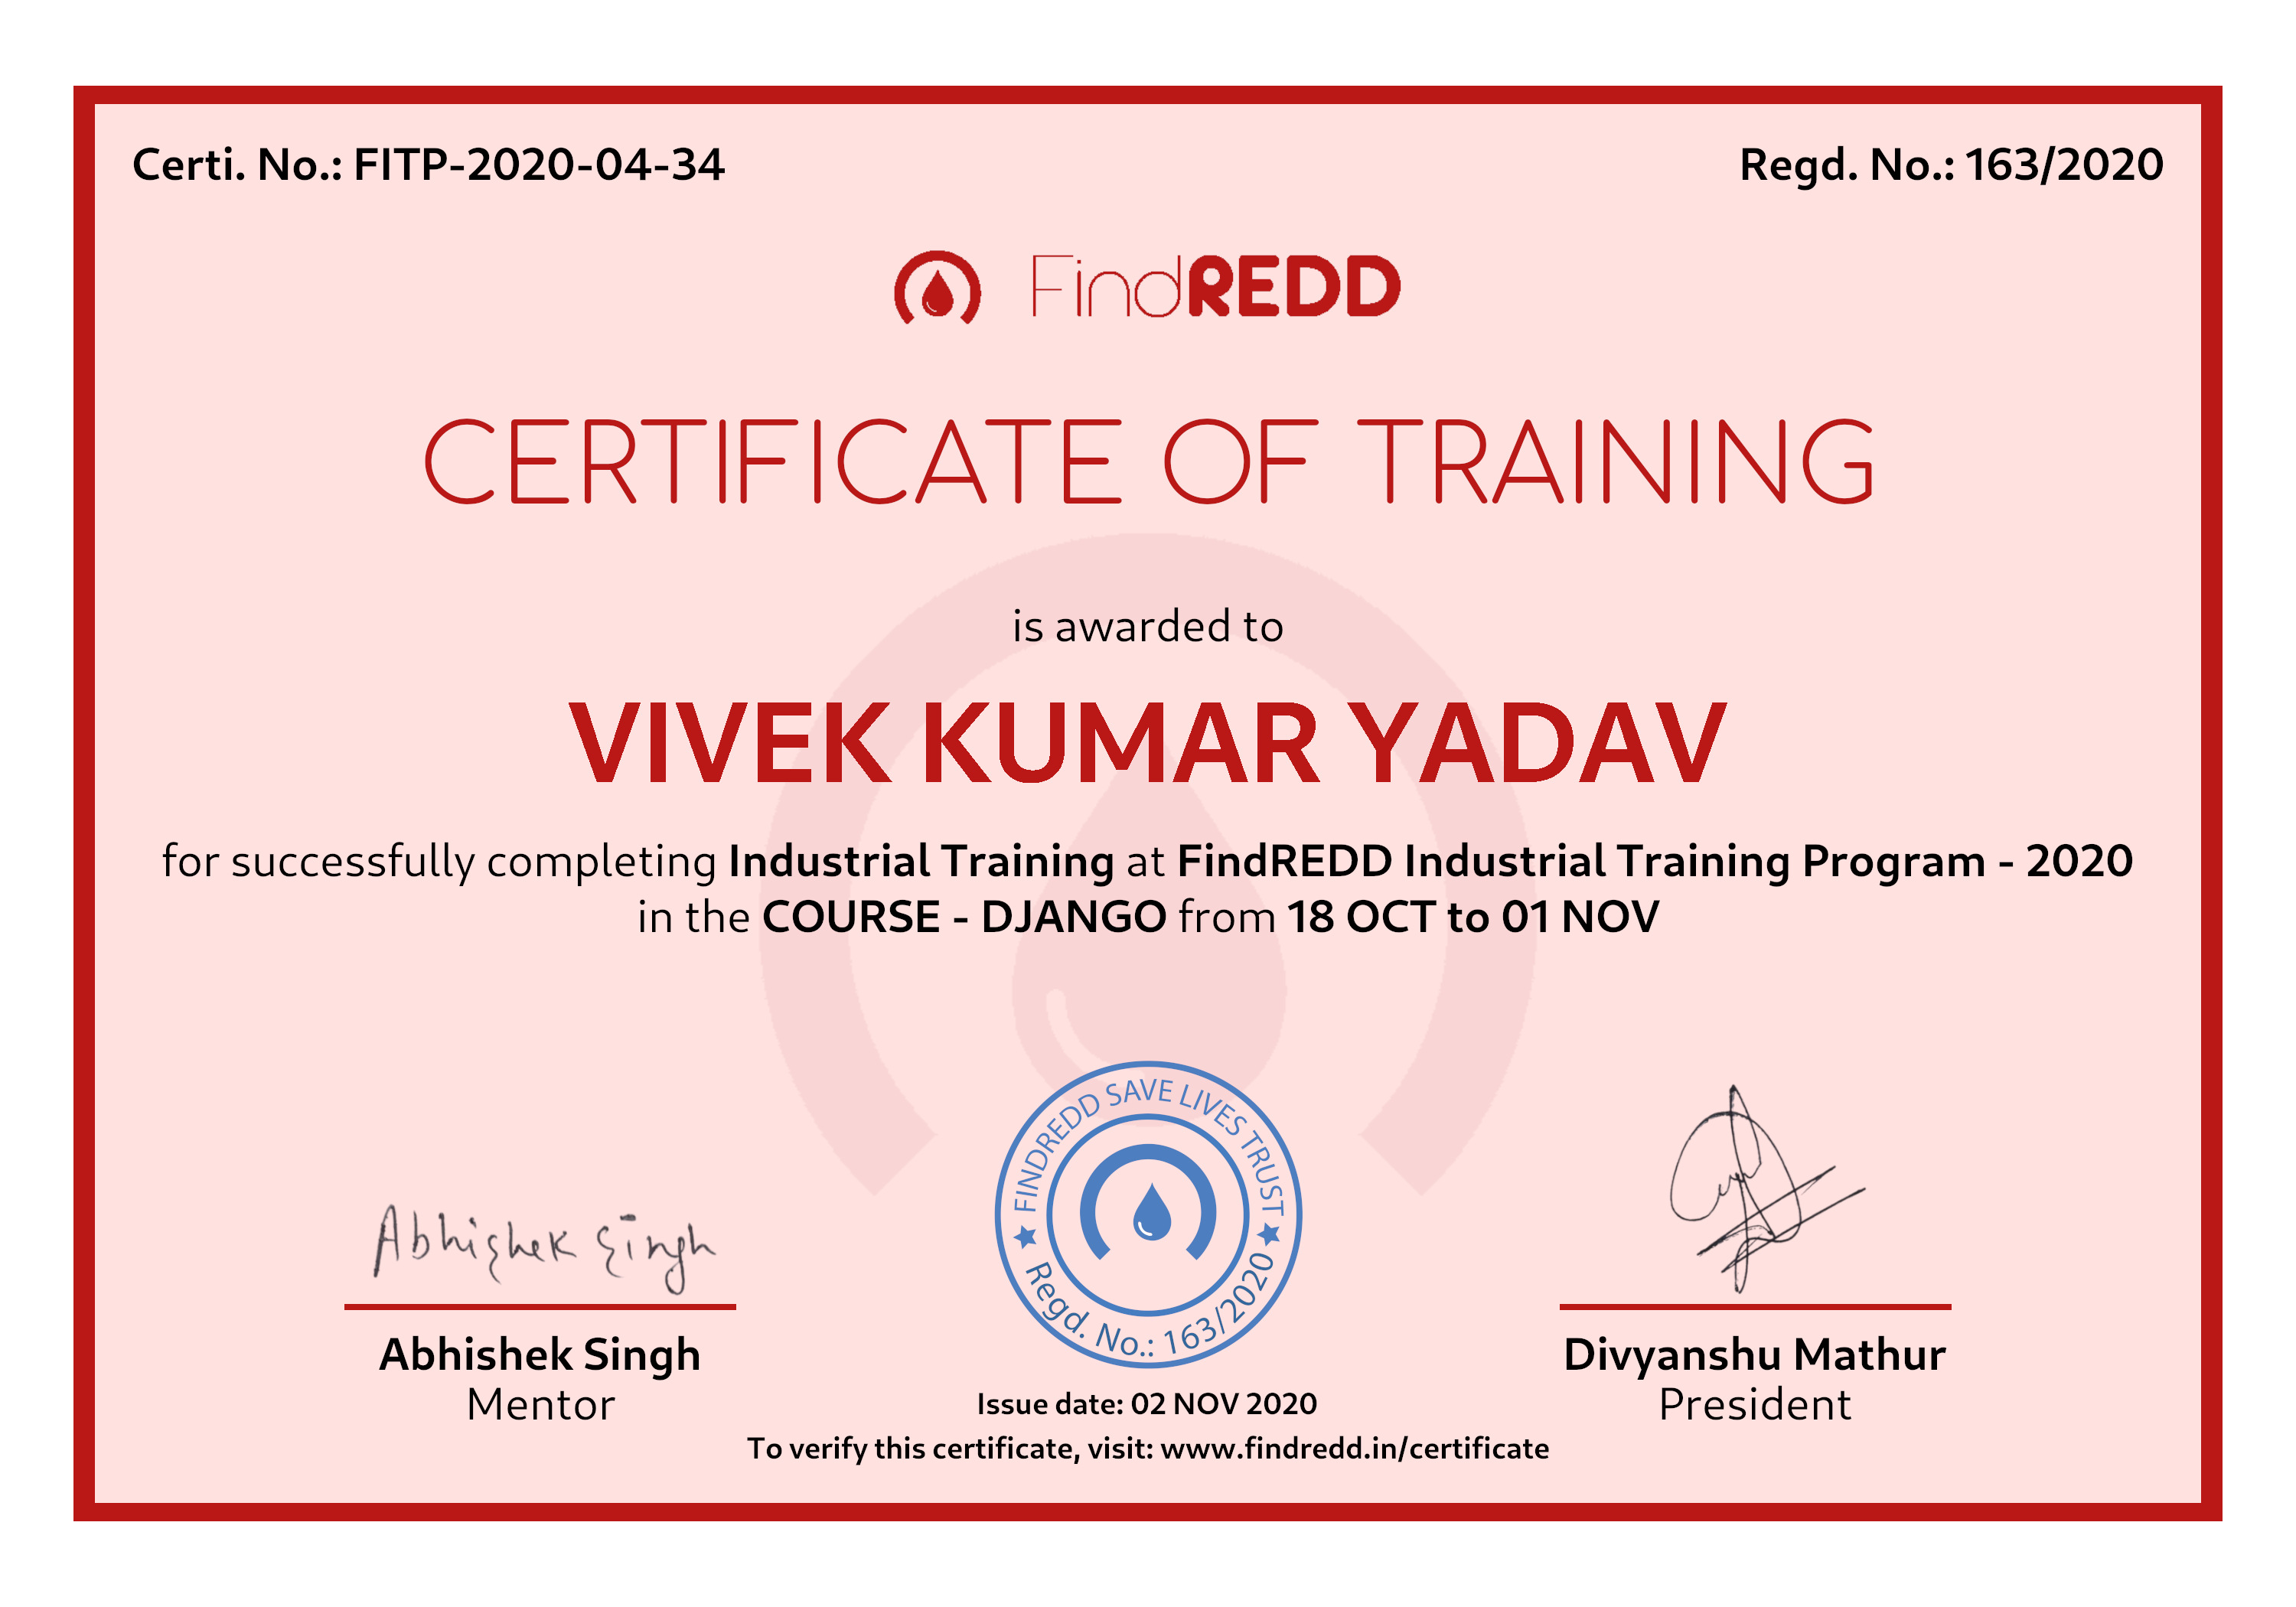 Certi. No.: FITP-2020-04-34
Regd. No.: 163/2020
FindREDD
CERTIFICATE OF TRAINING
is awarded to
VIVEK KUMAR YADAV
for successfully completing Industrial Training at FindREDD Industrial Training Program - 2020
in the COURSE - DJANGO from 18 OCT to 01 NOV
FINDREDD SAVE LIVES TRUST
Regd. No.: 163/2020
Abhishek Singh
Abhishek Singh
Mentor
Divyanshu Mathur
President
Issue date: 02 NOV 2020
To verify this certificate, visit: www.findredd.in/certificate